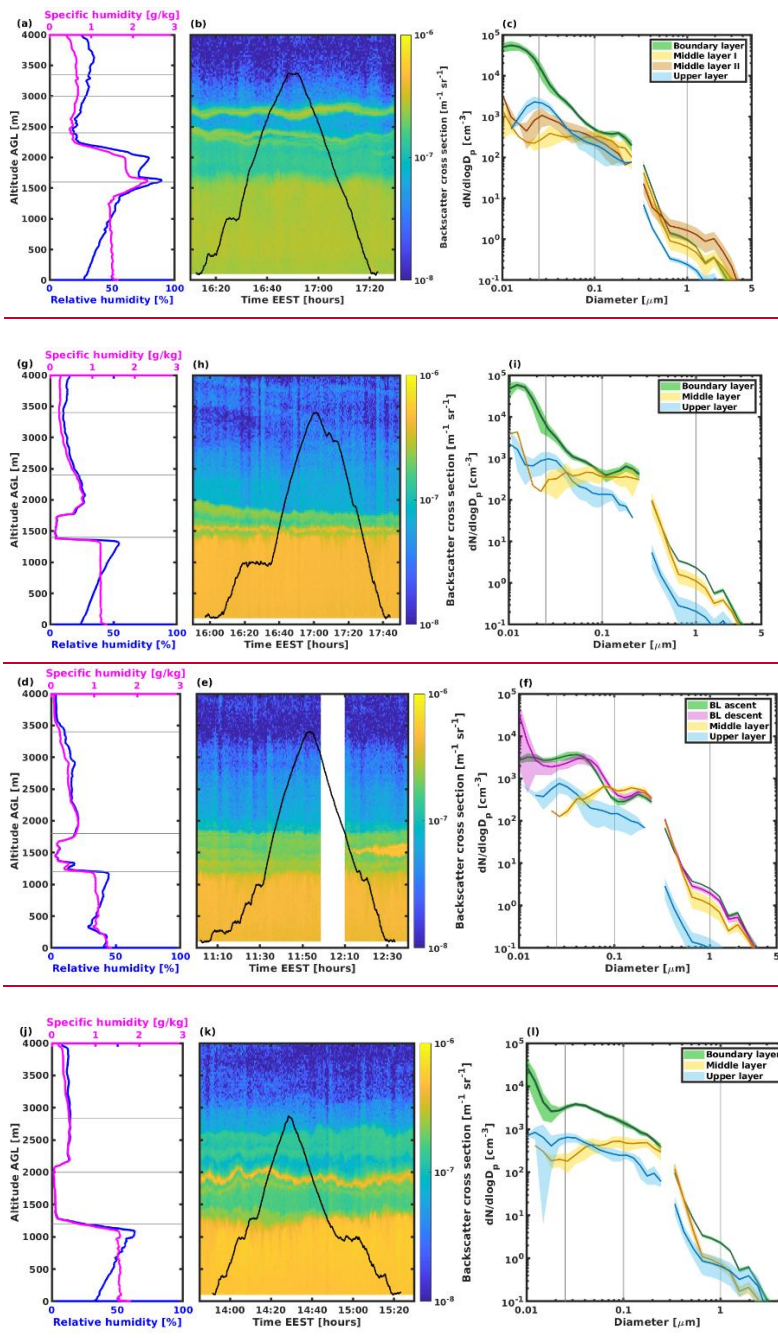 Specific humidity [g/kg]
(a) 0 1 2 3 (b) (c)
4000
3500
3000
2500
2000
1500
1000
500
0
Altitude AGL [m]
0 50 100
Relative humidity [%]
16:20 16:40 17:00 17:20
Time EEST [hours]
10-6
10-7
10-8
Backscatter cross section [m-1 sr-1]
Boundary layer
Middle layer I
Middle layer II
Upper layer
105
104
103
102
101
100
10-1
dN/dlogDp [cm-3]
0.01 0.1 1 5
Diameter [μm]
Specific humidity [g/kg]
(g) 0 1 2 3 (h) (i)
4000
3500
3000
2500
2000
1500
1000
500
0
Altitude AGL [m]
0 50 100
Relative humidity [%]
16:00 16:20 16:40 17:00 17:20 17:40
Time EEST [hours]
10-6
10-7
10-8
Backscatter cross section [m-1 sr-1]
Boundary layer
Middle layer
Upper layer
105
104
103
102
101
100
10-1
dN/dlogDp [cm-3]
0.01 0.1 1 5
Diameter [μm]
Specific humidity [g/kg]
(d) 0 1 2 3 (e) (f)
4000
3500
3000
2500
2000
1500
1000
500
0
Altitude AGL [m]
0 50 100
Relative humidity [%]
11:10 11:30 11:50 12:10 12:30
Time EEST [hours]
10-6
10-7
10-8
Backscatter cross section [m-1 sr-1]
BL ascent
BL descent
Middle layer
Upper layer
105
104
103
102
101
100
10-1
dN/dlogDp [cm-3]
0.01 0.1 1 5
Diameter [μm]
Specific humidity [g/kg]
(j) 0 1 2 3 (k) (l)
4000
3500
3000
2500
2000
1500
1000
500
0
Altitude AGL [m]
0 50 100
Relative humidity [%]
14:00 14:20 14:40 15:00 15:20
Time EEST [hours]
10-6
10-7
10-8
Backscatter cross section [m-1 sr-1]
Boundary layer
Middle layer
Upper layer
105
104
103
102
101
100
10-1
dN/dlogDp [cm-3]
0.01 0.1 1 5
Diameter [μm]